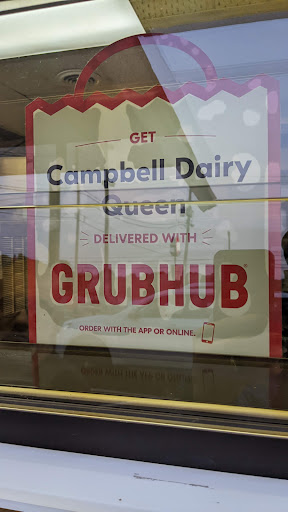 GET
Campbell Dairy
Queen
DELIVERED WITH
GRUBHUB
ORDER WITH THE APP OR ONLINE.